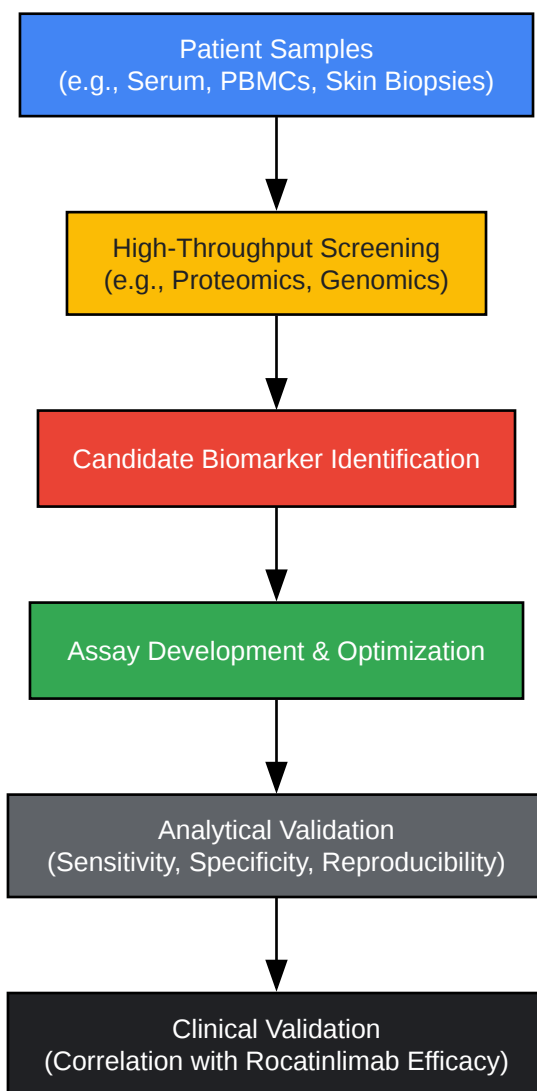 Patient Samples
(e.g., Serum, PBMCs, Skin Biopsies)
High-Throughput Screening
(e.g., Proteomics, Genomics)
Candidate Biomarker Identification
Assay Development & Optimization
Analytical Validation
(Sensitivity, Specificity, Reproducibility)
Clinical Validation
(Correlation with Rocatinlimab Efficacy)